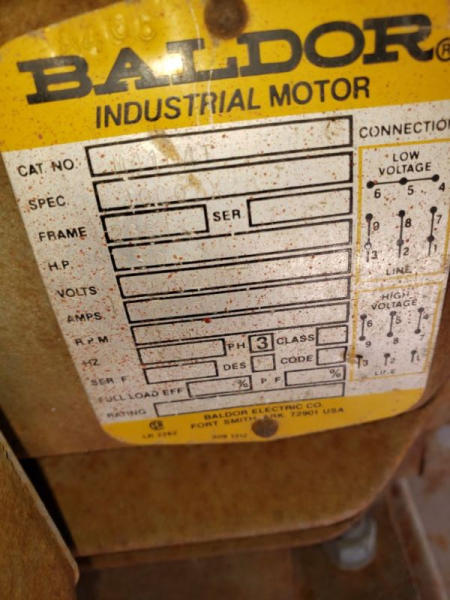 BALDOR®
INDUSTRIAL MOTOR
CAT. NO.
SPEC.
FRAME SER.
H.P.
VOLTS
AMPS.
R.P.M.
HZ PH 3 CLASS
SER. F. DES CODE
FULL LOAD EFF % P. F. %
RATING
BALDOR ELECTRIC CO.
FORT SMITH, ARK. 72901 USA
CONNECTION
LOW
VOLTAGE
6 5 4
9 8 7
3 2 1
LINE
HIGH
VOLTAGE
6 5 4
9 8
3 2 1
LINE